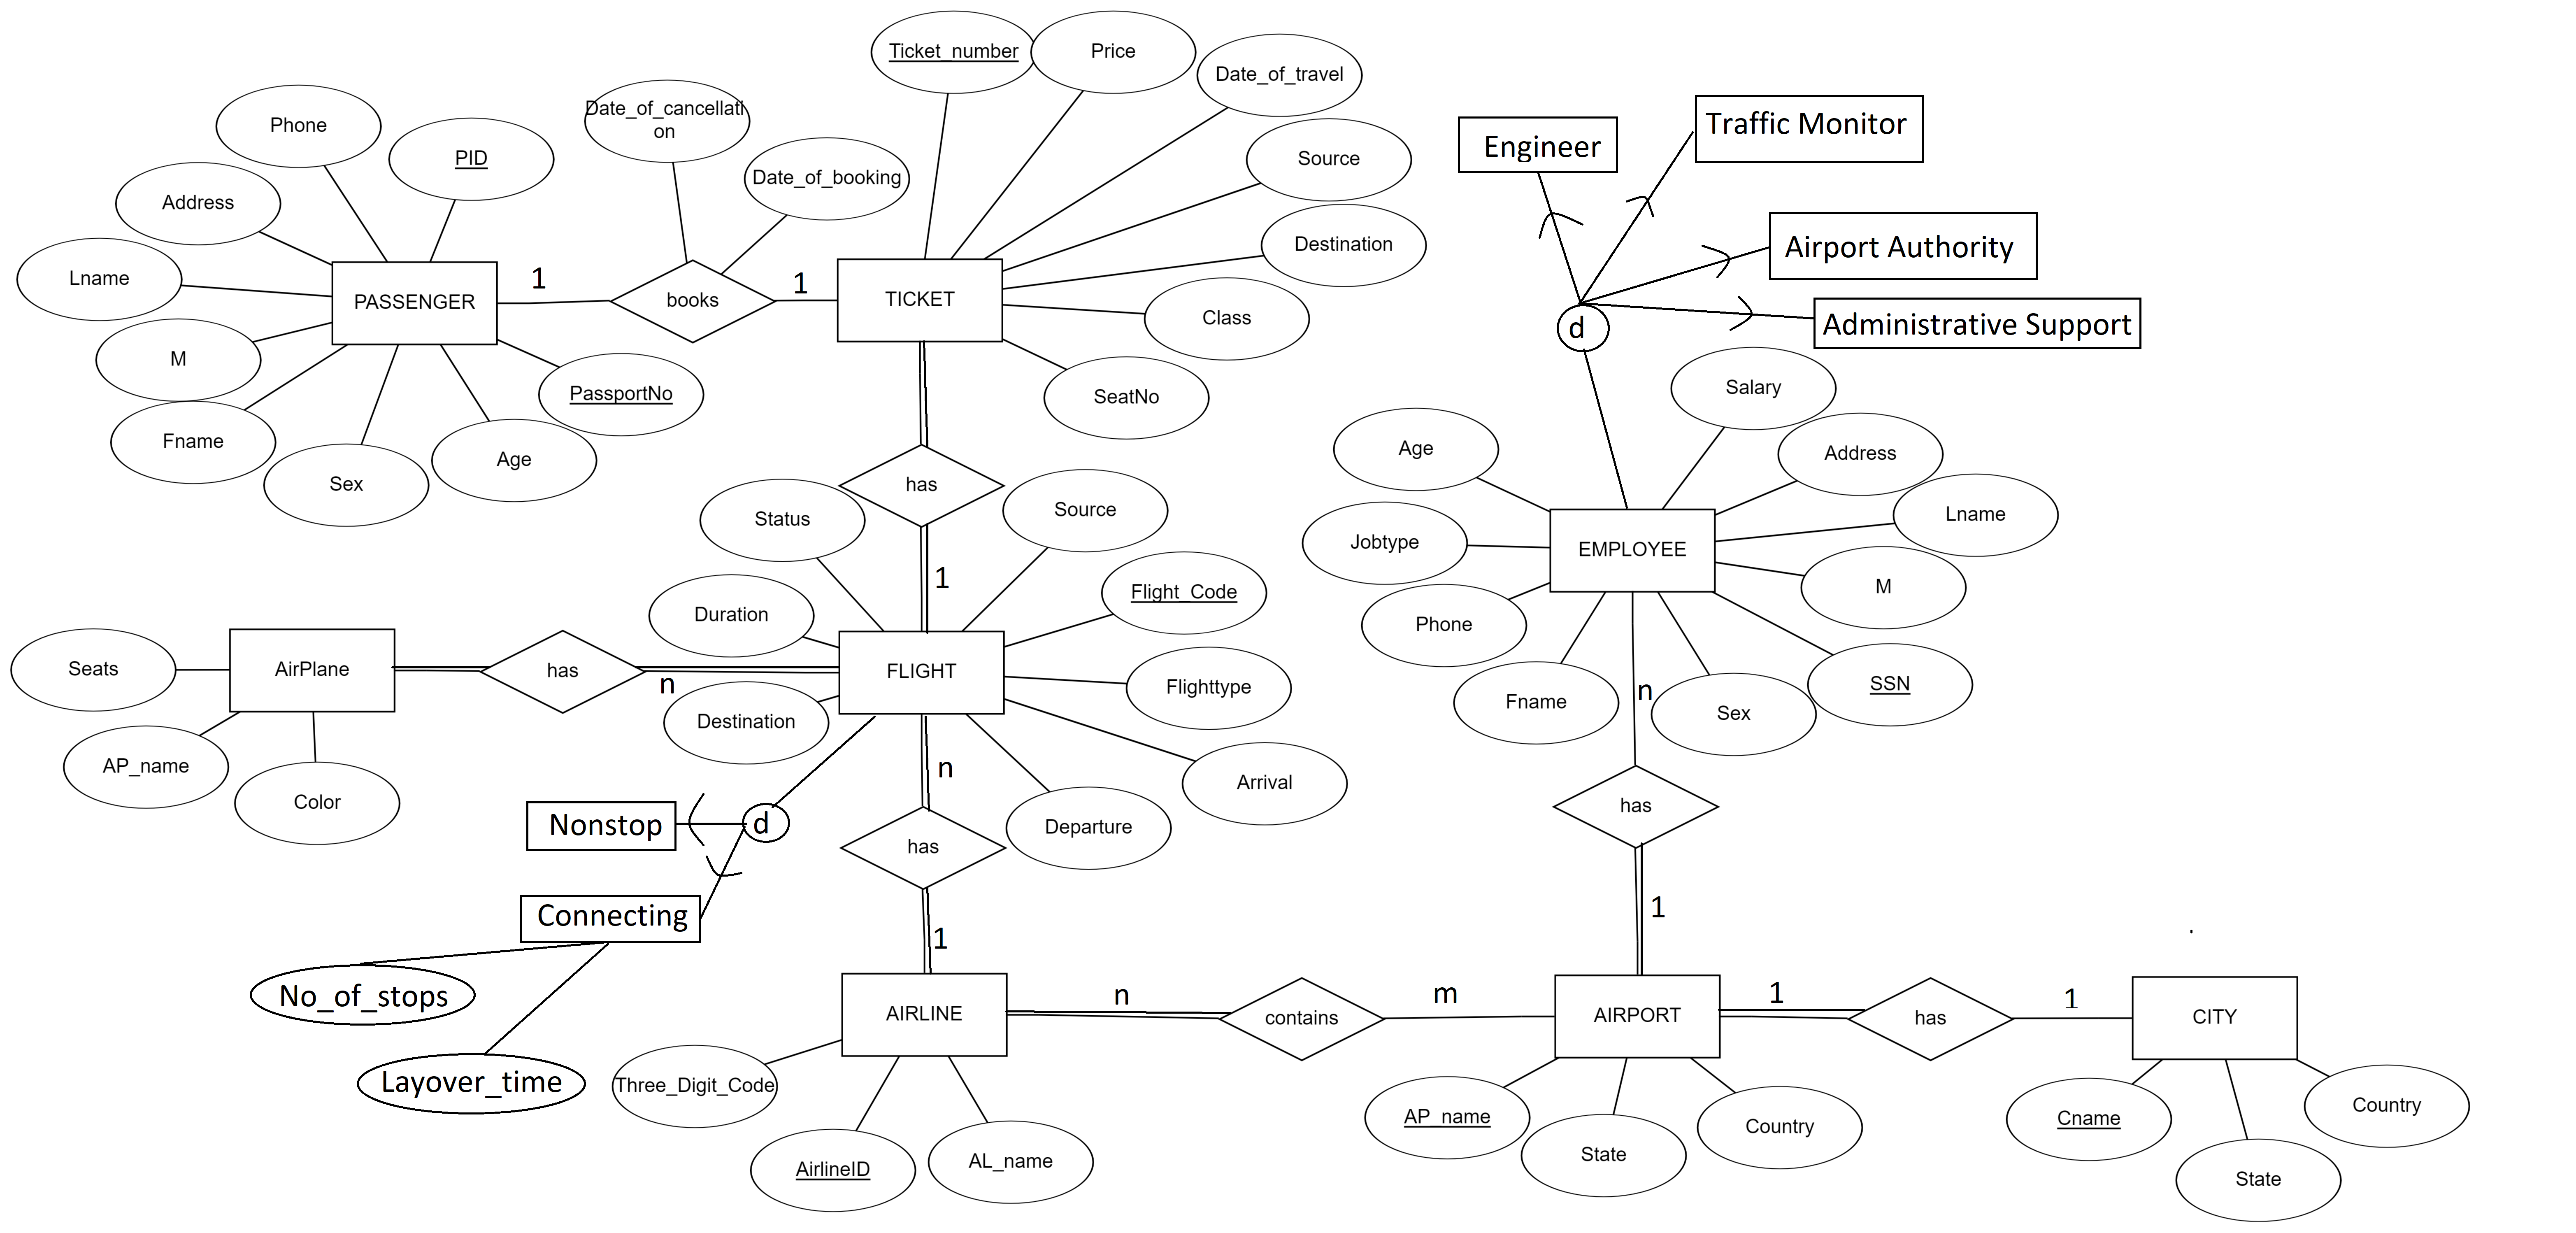 Ticket_number
Price
Date_of_travel
Phone
PID
Date_of_cancellati
on
Date_of_booking
Source
Engineer
Traffic Monitor
Address
Destination
Airport Authority
Lname
PASSENGER
1
books
1
TICKET
Class
d
Administrative Support
M
PassportNo
SeatNo
Salary
Fname
Sex
Age
Age
Address
has
Status
Source
Lname
Jobtype
EMPLOYEE
1
Flight_Code
M
Duration
Phone
Seats
AirPlane
has
n
FLIGHT
Flighttype
Fname
n
Sex
SSN
Destination
AP_name
Color
n
Arrival
Nonstop
d
has
Departure
has
Connecting
1
1
No_of_stops
AIRLINE
n
contains
m
AIRPORT
1
has
1
CITY
Layover_time
Three_Digit_Code
AirlineID
AL_name
AP_name
State
Country
Cname
State
Country